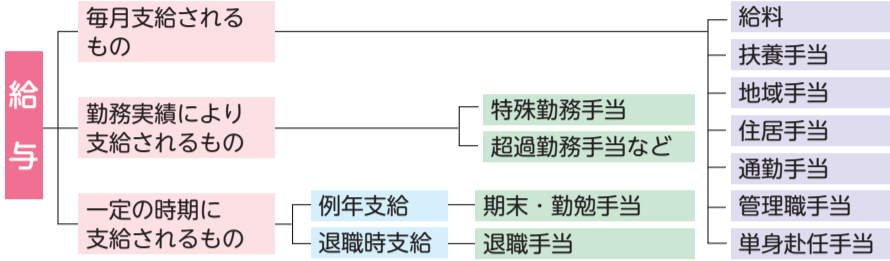 給与
毎月支給される
もの
給料
扶養手当
地域手当
住居手当
通勤手当
管理職手当
単身赴任手当
勤務実績により
支給されるもの
特殊勤務手当
超過勤務手当など
一定の時期に
支給されるもの
例年支給
期末・勤勉手当
退職時支給
退職手当